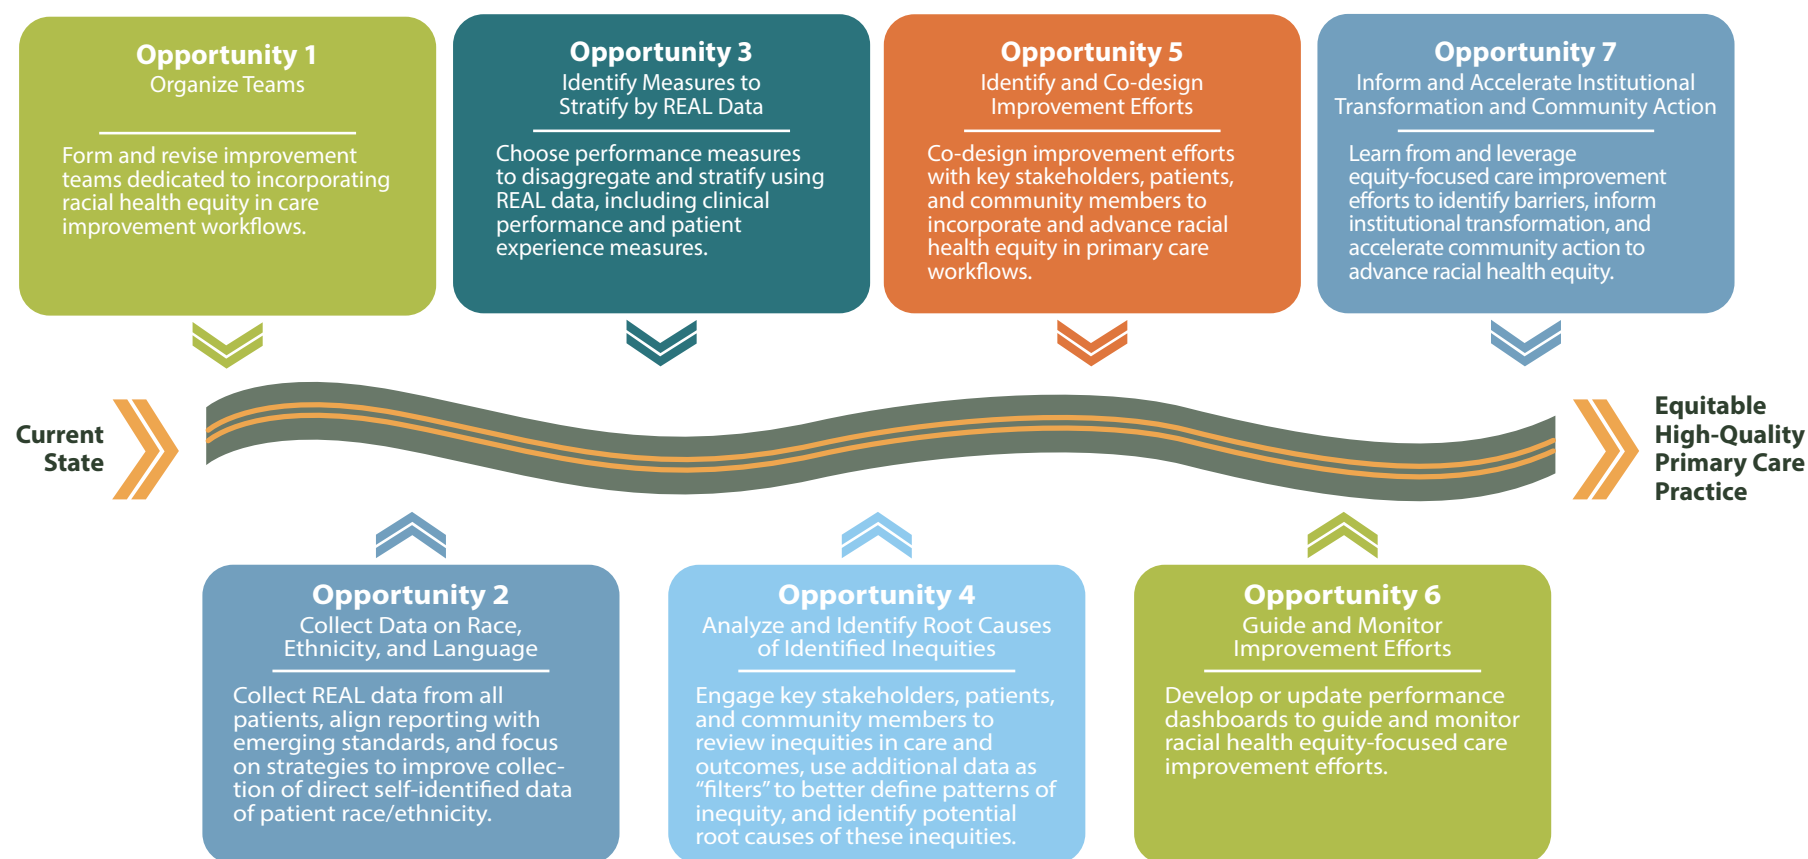 Opportunity 1
Organize Teams
Form and revise improvement
teams dedicated to incorporating
racial health equity in care
improvement workflows.
Opportunity 3
Identify Measures to
Stratify by REAL Data
Choose performance measures
to disaggregate and stratify using
REAL data, including clinical
performance and patient
experience measures.
Opportunity 5
Identify and Co-design
Improvement Efforts
Co-design improvement efforts
with key stakeholders, patients,
and community members to
incorporate and advance racial
health equity in primary care
workflows.
Opportunity 7
Inform and Accelerate Institutional
Transformation and Community Action
Learn from and leverage
equity-focused care improvement
efforts to identify barriers, inform
institutional transformation, and
accelerate community action to
advance racial health equity.
Current
State
Equitable
High-Quality
Primary Care
Practice
Opportunity 2
Collect Data on Race,
Ethnicity, and Language
Collect REAL data from all
patients, align reporting with
emerging standards, and focus
on strategies to improve collec-
tion of direct self-identified data
of patient race/ethnicity.
Opportunity 4
Analyze and Identify Root Causes
of Identified Inequities
Engage key stakeholders, patients,
and community members to
review inequities in care and
outcomes, use additional data as
“filters” to better define patterns of
inequity, and identify potential
root causes of these inequities.
Opportunity 6
Guide and Monitor
Improvement Efforts
Develop or update performance
dashboards to guide and monitor
racial health equity-focused care
improvement efforts.